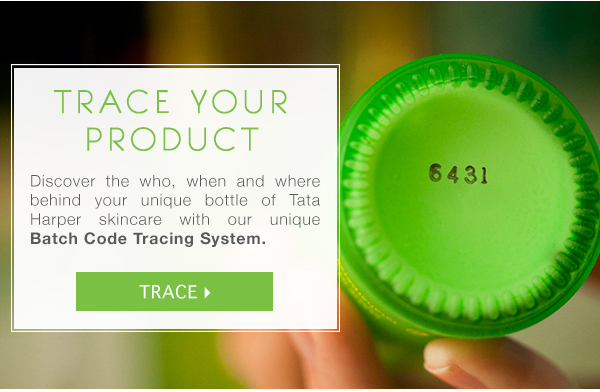 TRACE YOUR
PRODUCT
Discover the who, when and where
behind your unique bottle of Tata
Harper skincare with our unique
Batch Code Tracing System.
TRACE
6431